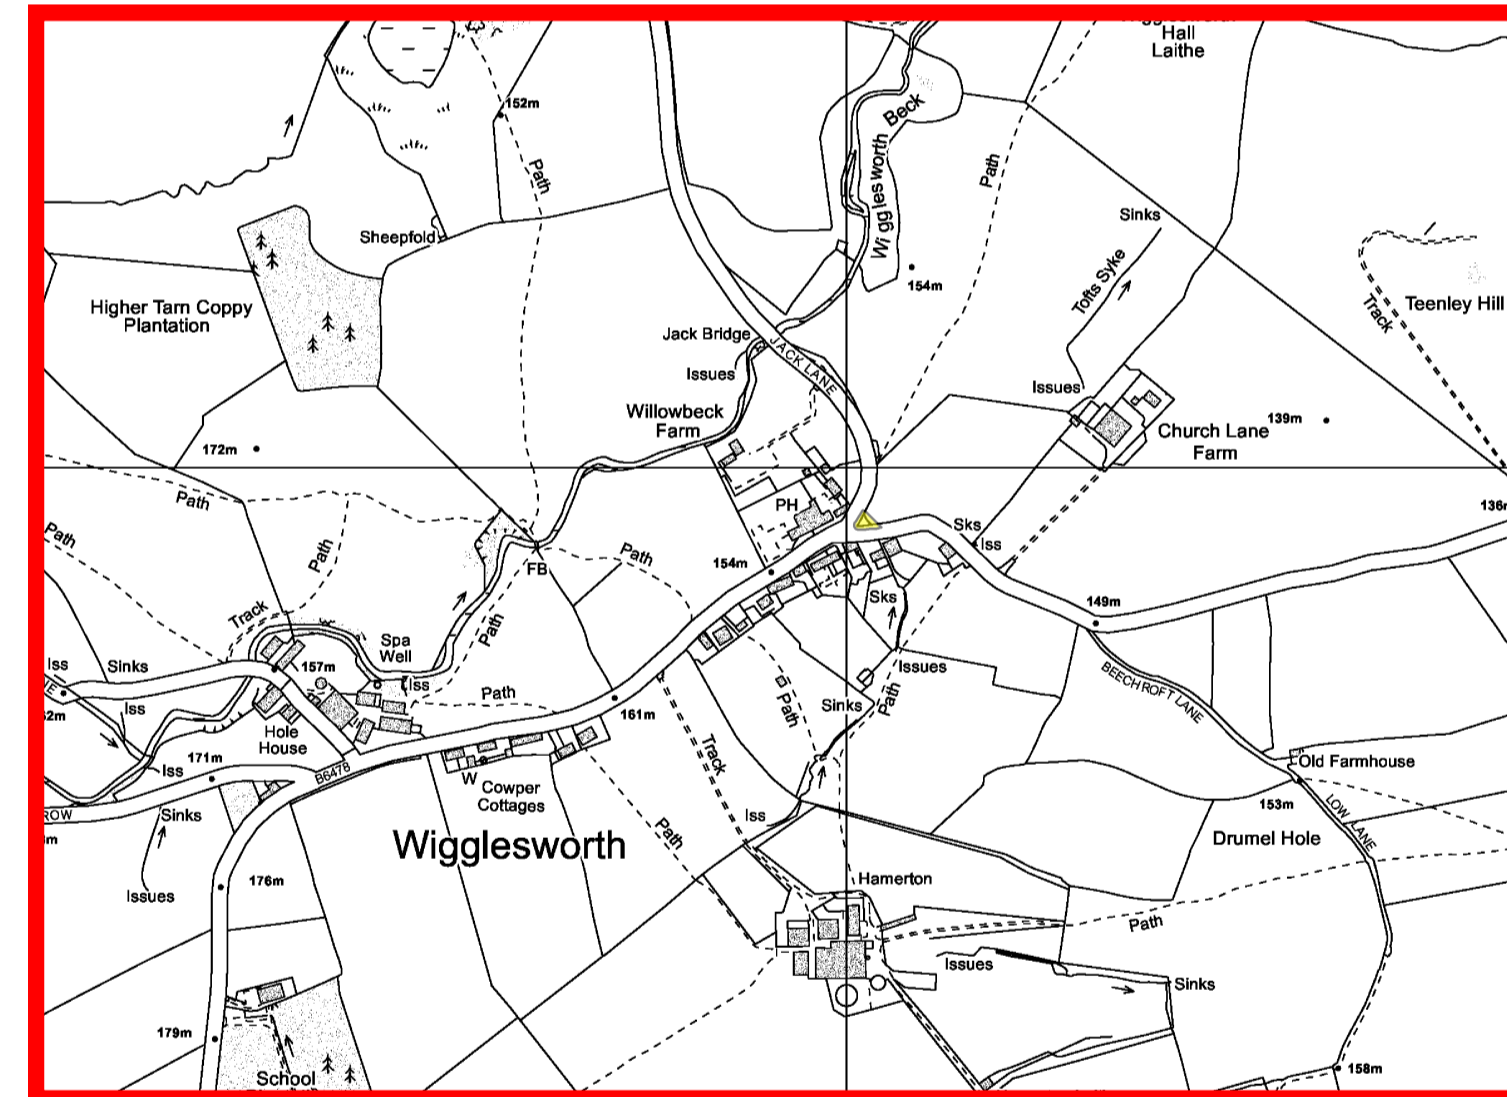 Hall
Laithe
152m
Path
Beck
Wigglesworth
Path
Sinks
Sheepfold
154m
Tofts Syke
Higher Tarn Coppy
Plantation
Track
Teenley Hill
Jack Bridge
JACK LANE
Issues
Issues
Willowbeck
Farm
139m
Church Lane
Farm
172m
Path
PH
136
Path
Path
Sks
Iss
Path
154m
FB
Sks
149m
Track
Path
Spa
Well
Iss
Sinks
157m
Issues
Iss
BEECHROFT LANE
Path
Iss
Path
Sinks
Path
161m
Hole
House
Track
171m
Iss
B6478
Old Farmhouse
W
Cowper
Cottages
ROW
Sinks
Iss
153m
LOW LANE
Path
Wigglesworth
Drumel Hole
176m
Hamerton
Issues
Path
Issues
Sinks
179m
158m
School